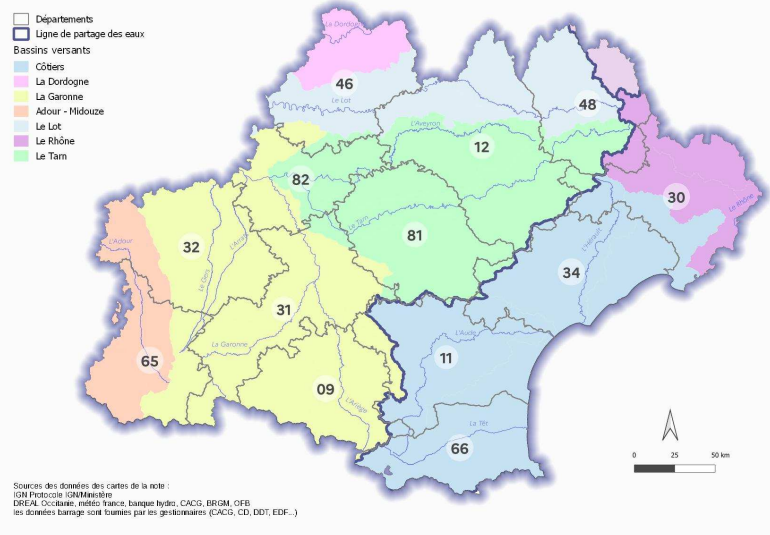 Départements
Ligne de partage des eaux
Bassins versants
Côtiers
La Dordogne
La Garonne
Adour - Midouze
Le Lot
Le Rhône
Le Tarn
La Dordogne
46
Le Lot
48
L'Aveyron
12
82
30
Le Rhône
Le Tarn
81
L'Adour
32
Le Gers
L'Arrats
L'Hérault
34
31
65
La Garonne
L'Aude
11
09
L'Ariège
La Têt
66
0 25 50 km
Sources des données des cartes de la note :
IGN Protocole IGN/Ministère
DREAL Occitanie, météo france, banque hydro, CACG, BRGM, OFB
les données barrage sont fournies par les gestionnaires (CACG, CD, DDT, EDF...)